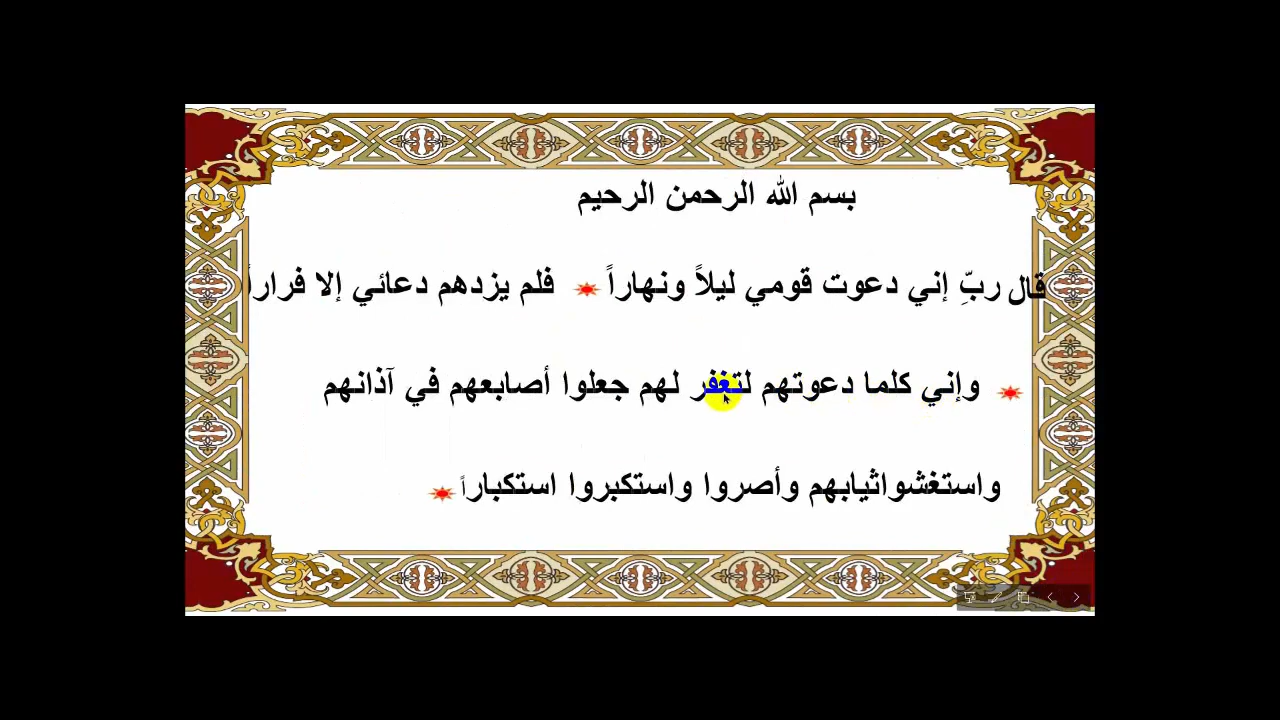 بسم الله الرحمن الرحيم
قال ربِّ إني دعوت قومي ليلاً ونهاراً فلم يزدهم دعائي إلا فراراً
وإني كلما دعوتهم لتغفر لهم جعلوا أصابعهم في آذانهم
واستغشواثيابهم وأصروا واستكبروا استكباراً